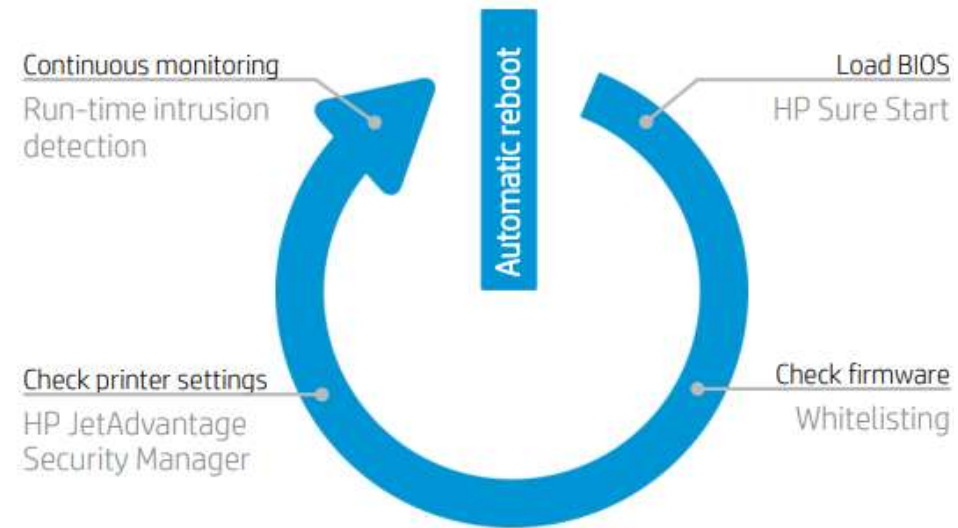 Continuous monitoring
Run-time intrusion
detection
Automatic reboot
Load BIOS
HP Sure Start
Check printer settings
HP JetAdvantage
Security Manager
Check firmware
Whitelisting